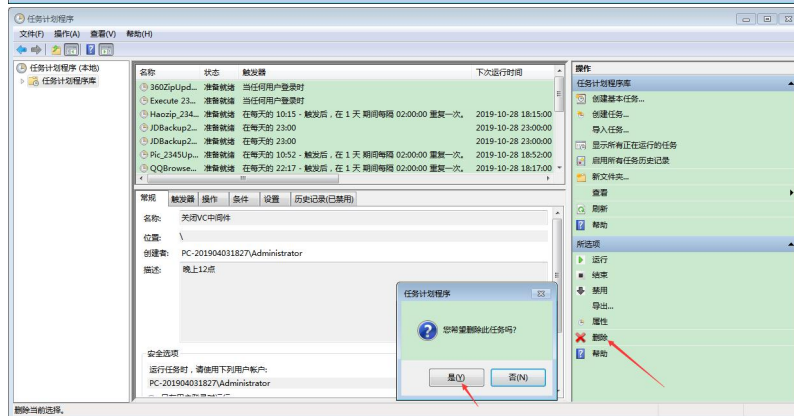 任务计划程序
文件(F) 操作(A) 查看(V) 帮助(H)
任务计划程序 (本地)
任务计划程序库
名称 状态 触发器 下次运行时间
360ZipUpd... 准备就绪 当任何用户登录时
Execute 23... 准备就绪 当任何用户登录时
Haozip_234... 准备就绪 在每天的 10:15 - 触发后，在 1 天 期间每隔 02:00:00 重复一次。 2019-10-28 18:15:00
JDBackup2... 准备就绪 在每天的 23:00 2019-10-28 23:00:00
JDBackup2... 准备就绪 在每天的 23:00 2019-10-28 23:00:00
Pic_2345Up... 准备就绪 在每天的 10:52 - 触发后，在 1 天 期间每隔 02:00:00 重复一次。 2019-10-28 18:52:00
QQBrowse... 准备就绪 在每天的 22:17 - 触发后，在 1 天 期间每隔 02:00:00 重复一次。 2019-10-28 18:17:00
常规 触发器 操作 条件 设置 历史记录(已禁用)
名称: 关闭VC中间件
位置: \
创建者: PC-201904031827\Administrator
描述: 晚上12点
安全选项
运行任务时，请使用下列用户帐户:
PC-201904031827\Administrator
任务计划程序
您希望删除此任务吗?
是(Y) 否(N)
操作
任务计划程序库
创建基本任务...
创建任务...
导入任务...
显示所有正在运行的任务
启用所有任务历史记录
新文件夹...
查看
刷新
帮助
所选项
运行
结束
禁用
导出...
属性
删除
帮助
删除当前选择。